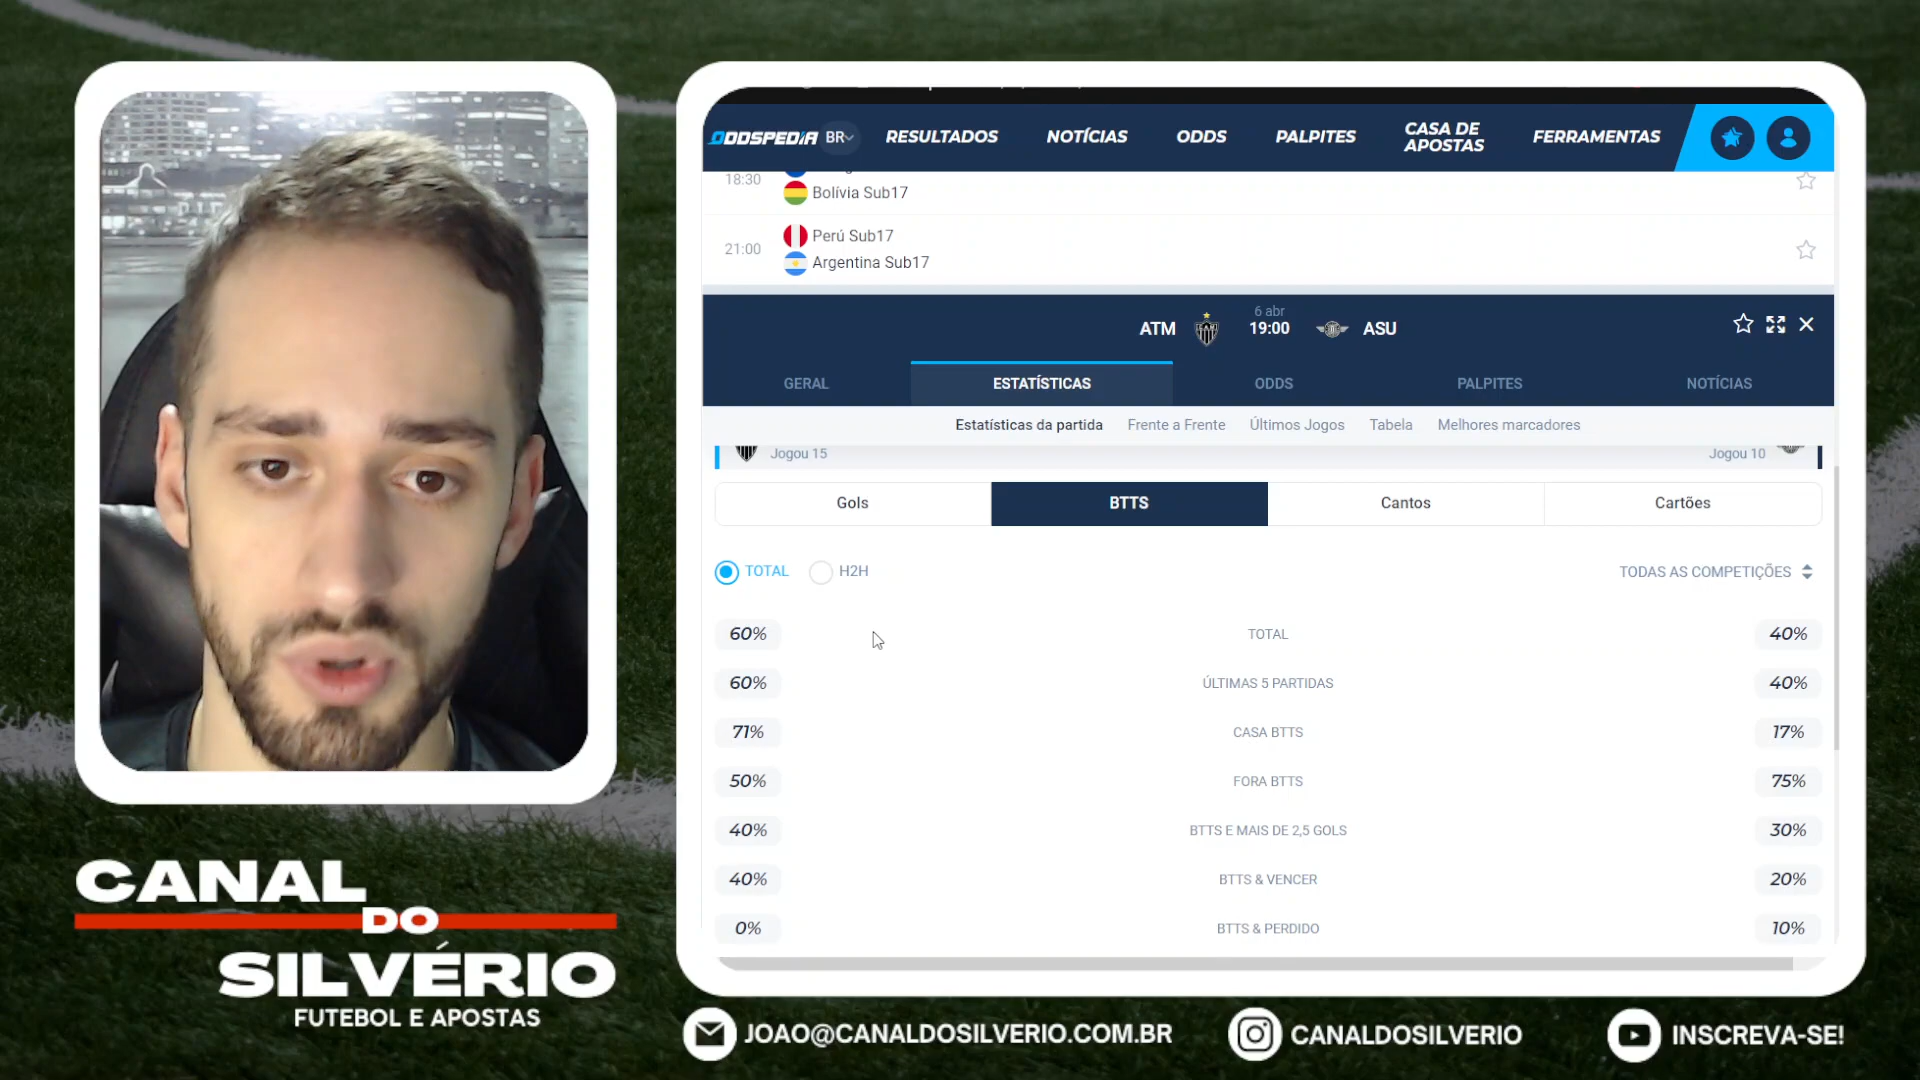 ODDSPEDIA BR
RESULTADOS
NOTÍCIAS
ODDS
PALPITES
CASA DE
APOSTAS
FERRAMENTAS
18:30
Bolívia Sub17
21:00
Perú Sub17
Argentina Sub17
ATM
6 abr
19:00
ASU
GERAL
ESTATÍSTICAS
ODDS
PALPITES
NOTÍCIAS
Estatísticas da partida
Frente a Frente
Últimos Jogos
Tabela
Melhores marcadores
Jogou 15
Jogou 10
Gols
BTTS
Cantos
Cartões
TOTAL
H2H
TODAS AS COMPETIÇÕES
60% TOTAL 40%
60% ÚLTIMAS 5 PARTIDAS 40%
71% CASA BTTS 17%
50% FORA BTTS 75%
40% BTTS E MAIS DE 2,5 GOLS 30%
40% BTTS & VENCER 20%
0% BTTS & PERDIDO 10%
CANAL
DO
SILVÉRIO
FUTEBOL E APOSTAS
JOAO@CANALDOSILVERIO.COM.BR
CANALDOSILVERIO
INSCREVA-SE!